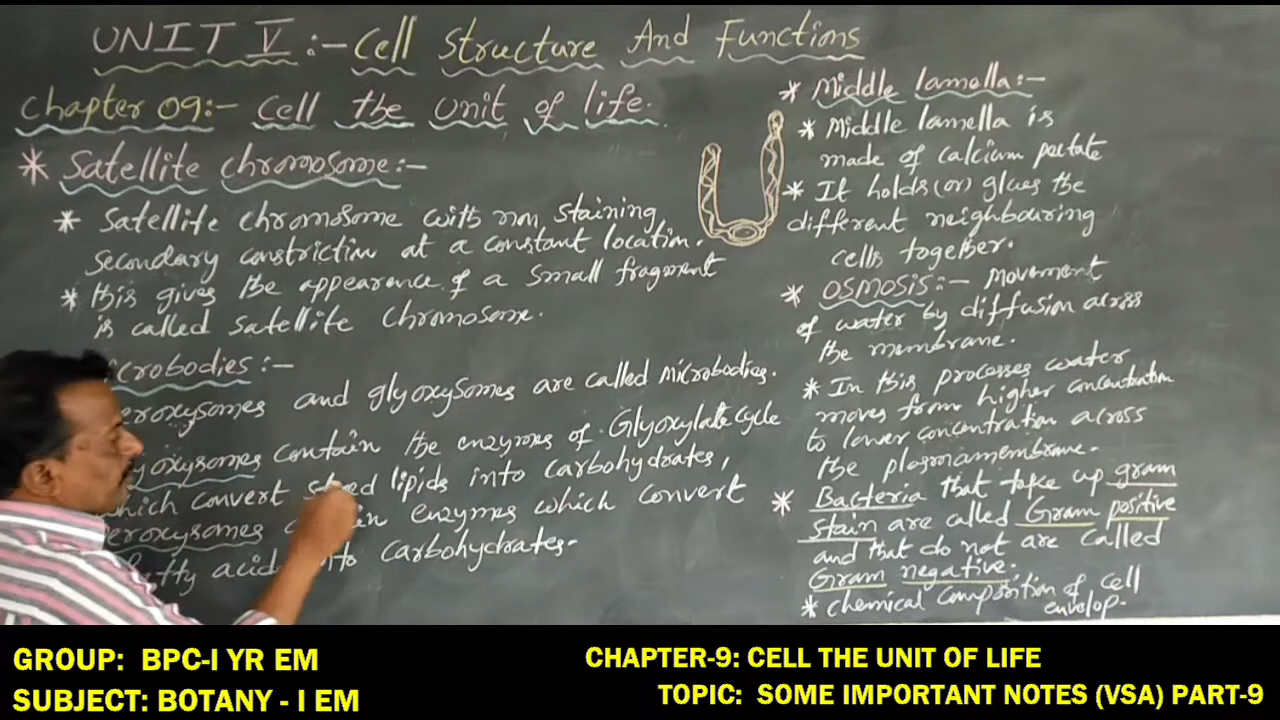 UNIT V :- Cell Structure And Functions
Chapter 09:- Cell the Unit of life.
* Satellite chromosome:-
* Satellite chromosome with non staining,
secondary constriction at a constant location.
* this gives the appearence of a small fragment
is called satellite chromosome.
crobodies :-
eroxysomes and glyoxysomes are called microbodies.
yoxysomes contain the enzymes of Glyoxylate cycle
which convert stored lipids into carbohydrates,
eroxysomes in enzymes which convert
fatty acid into carbohydrates.
* Middle lamella:-
* Middle lamella is
made of calcium pectate
* It holds (or) glues the
different neighbouring
cells together.
* OSMOSIS:- movement
of water by diffusion across
the membrane.
* In this processes water
moves from higher concentration
to lower concentration across
the plasmamembrane.
* Bacteria that take up gram
stain are called Gram positive
and that do not are called
Gram negative.
* chemical composition of cell
envelop.
GROUP: BPC-I YR EM
SUBJECT: BOTANY - I EM
CHAPTER-9: CELL THE UNIT OF LIFE
TOPIC: SOME IMPORTANT NOTES (VSA) PART-9